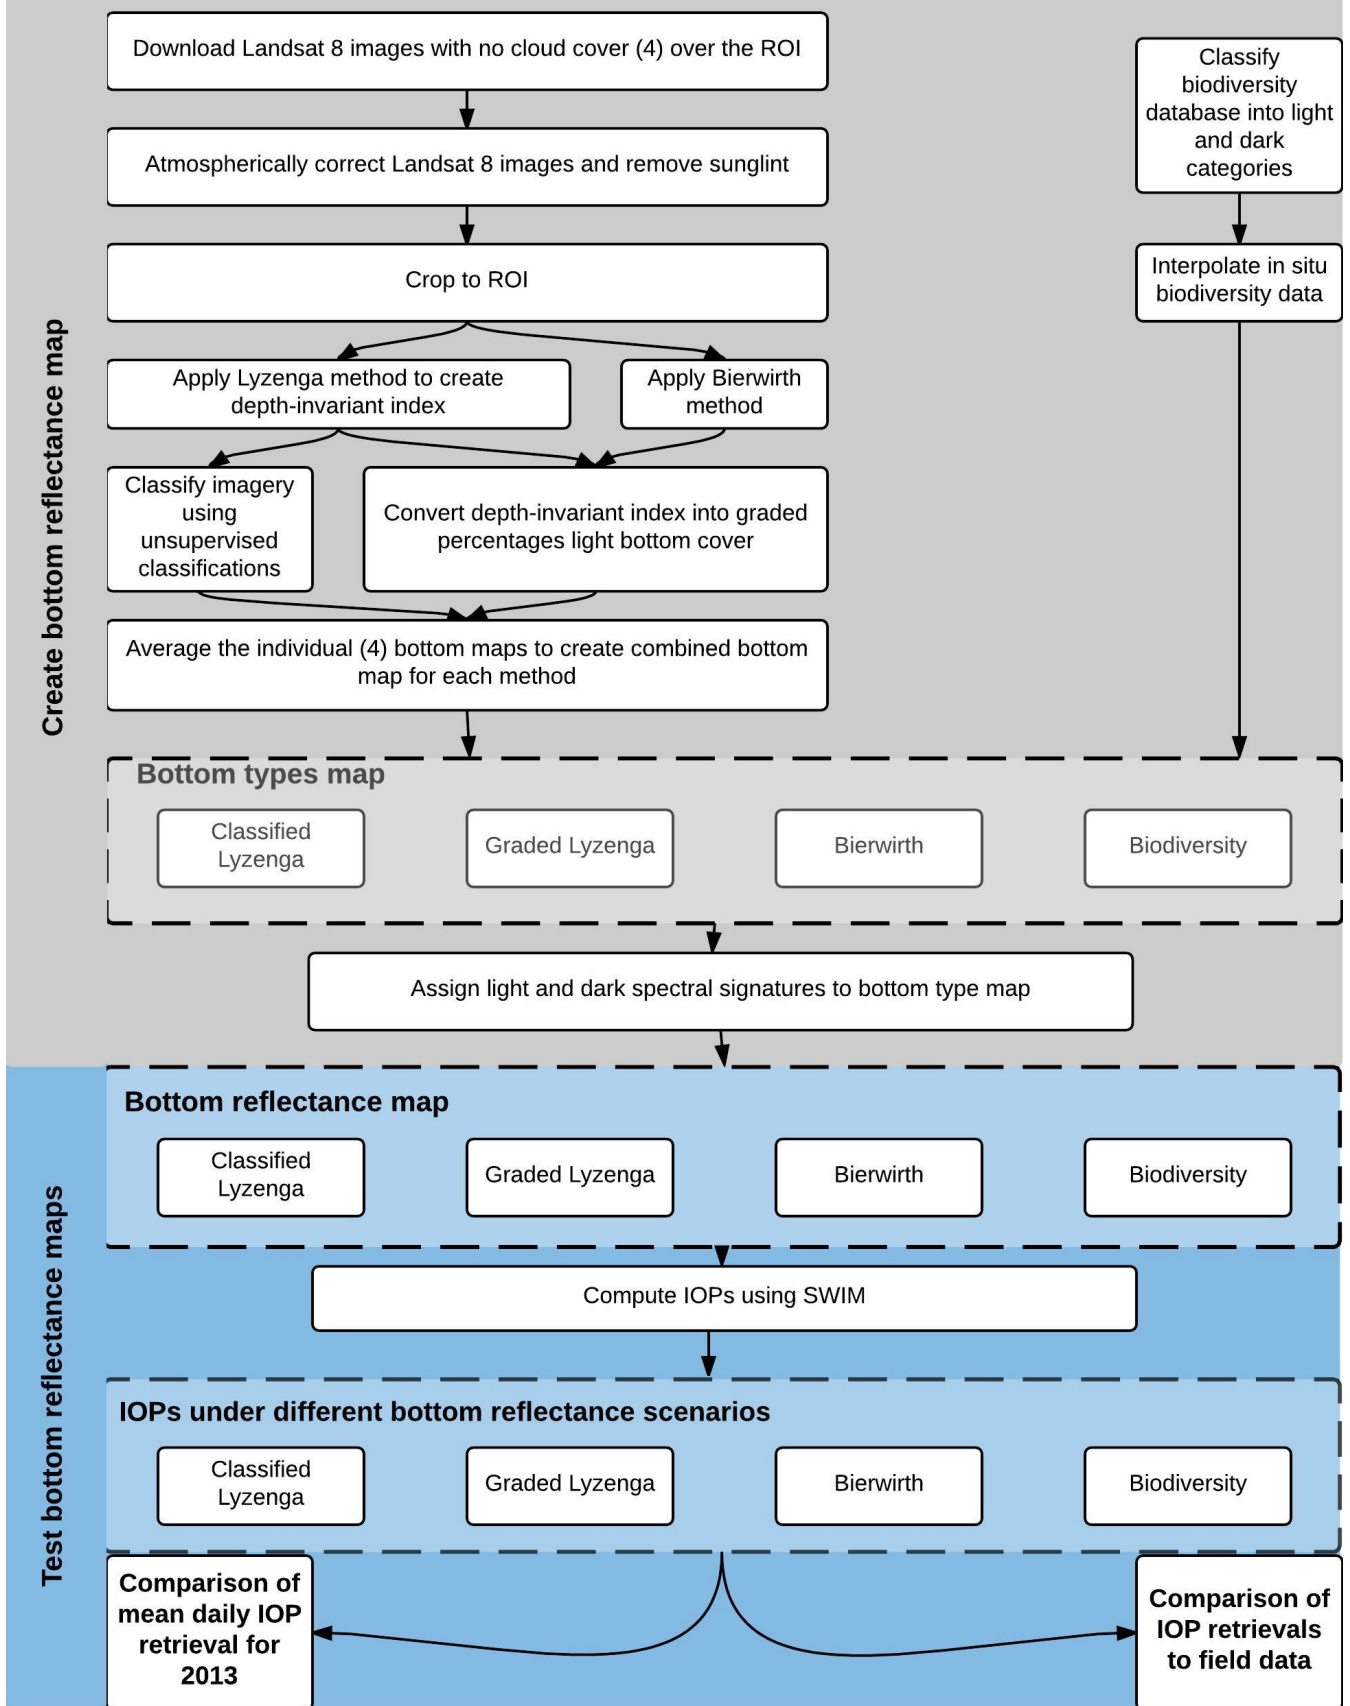 Create bottom reflectance map
Download Landsat 8 images with no cloud cover (4) over the ROI
Atmospherically correct Landsat 8 images and remove sunglint
Crop to ROI
Apply Lyzenga method to create
depth-invariant index
Apply Bierwirth
method
Classify imagery
using
unsupervised
classifications
Convert depth-invariant index into graded
percentages light bottom cover
Average the individual (4) bottom maps to create combined bottom
map for each method
Classify
biodiversity
database into light
and dark
categories
Interpolate in situ
biodiversity data
Bottom types map
Classified
Lyzenga
Graded Lyzenga
Bierwirth
Biodiversity
Assign light and dark spectral signatures to bottom type map
Test bottom reflectance maps
Bottom reflectance map
Classified
Lyzenga
Graded Lyzenga
Bierwirth
Biodiversity
Compute IOPs using SWIM
IOPs under different bottom reflectance scenarios
Classified
Lyzenga
Graded Lyzenga
Bierwirth
Biodiversity
Comparison of
mean daily IOP
retrieval for
2013
Comparison of
IOP retrievals
to field data